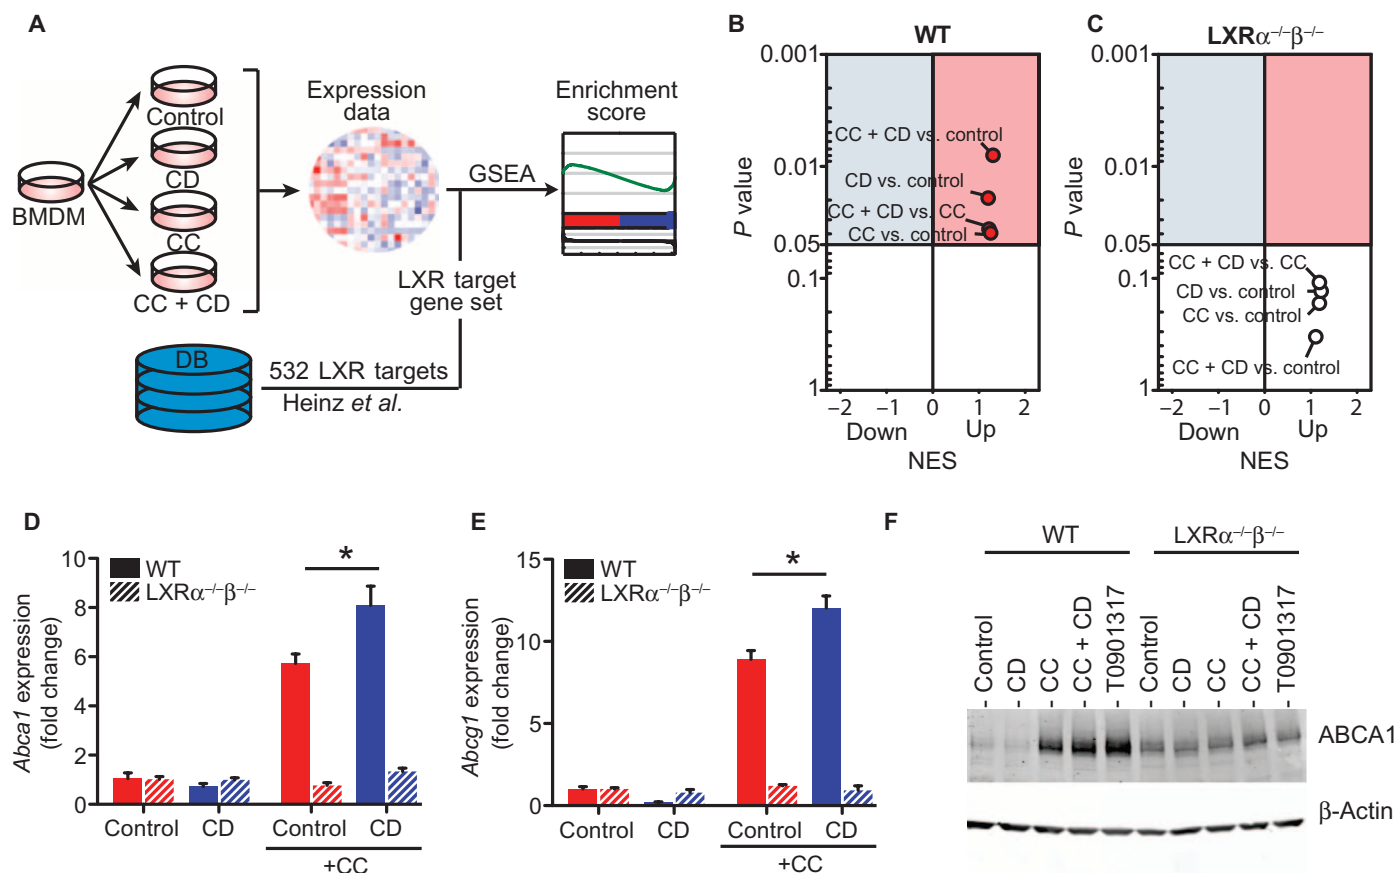 A
Control
CD
CC
CC + CD
BMDM
Expression
data
GSEA
Enrichment
score
LXR target
gene set
DB
532 LXR targets
Heinz et al.
B
WT
0.001
0.01
0.05
0.1
1
P value
CC + CD vs. control
CD vs. control
CC + CD vs. CC
CC vs. control
−2 −1 0 1 2
Down Up
NES
C
LXRα−/−β−/−
0.001
0.01
0.05
0.1
1
P value
CC + CD vs. CC
CD vs. control
CC vs. control
CC + CD vs. control
−2 −1 0 1 2
Down Up
NES
D
Abca1 expression
(fold change)
10
8
6
4
2
0
WT
LXRα−/−β−/−
*
Control CD Control CD
+CC
E
Abcg1 expression
(fold change)
15
10
5
0
WT
LXRα−/−β−/−
*
Control CD Control CD
+CC
F
WT LXRα−/−β−/−
Control
CD
CC
CC + CD
T0901317
Control
CD
CC
CC + CD
T0901317
ABCA1
β-Actin